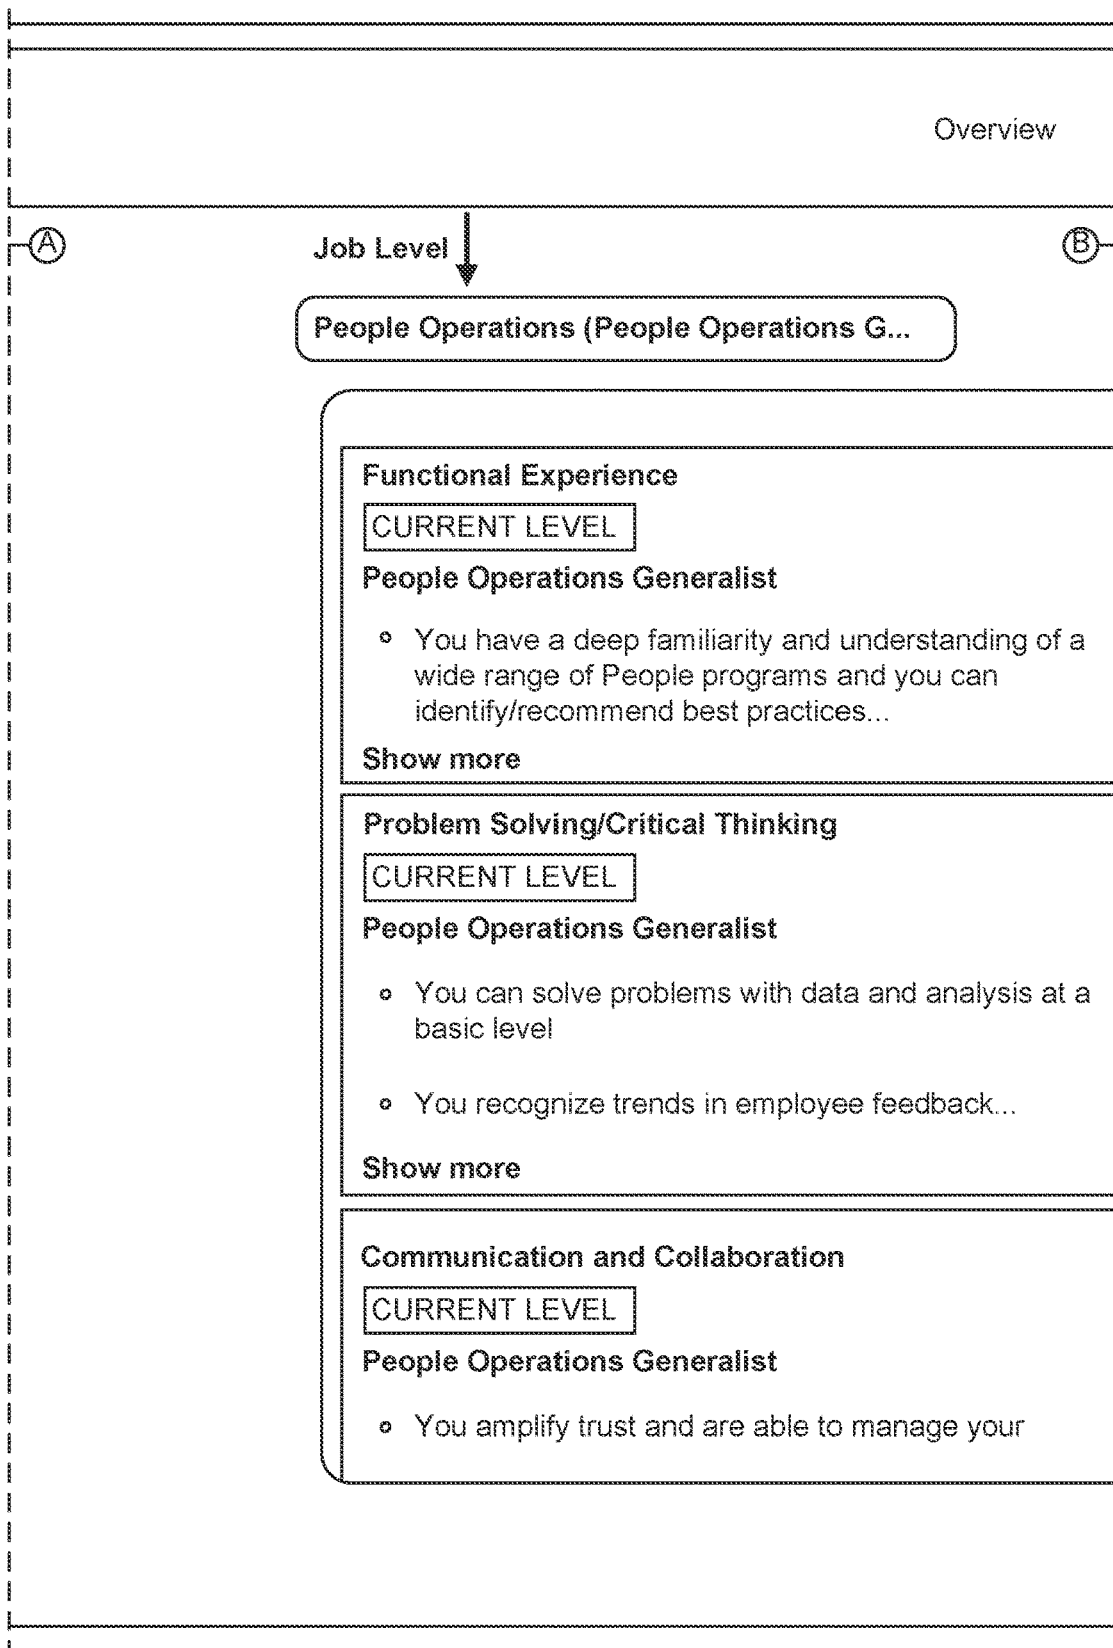 Overview
A
Job Level
B
People Operations (People Operations G...
Functional Experience
CURRENT LEVEL
People Operations Generalist
You have a deep familiarity and understanding of a
wide range of People programs and you can
identify/recommend best practices...
Show more
Problem Solving/Critical Thinking
CURRENT LEVEL
People Operations Generalist
You can solve problems with data and analysis at a
basic level
You recognize trends in employee feedback...
Show more
Communication and Collaboration
CURRENT LEVEL
People Operations Generalist
You amplify trust and are able to manage your